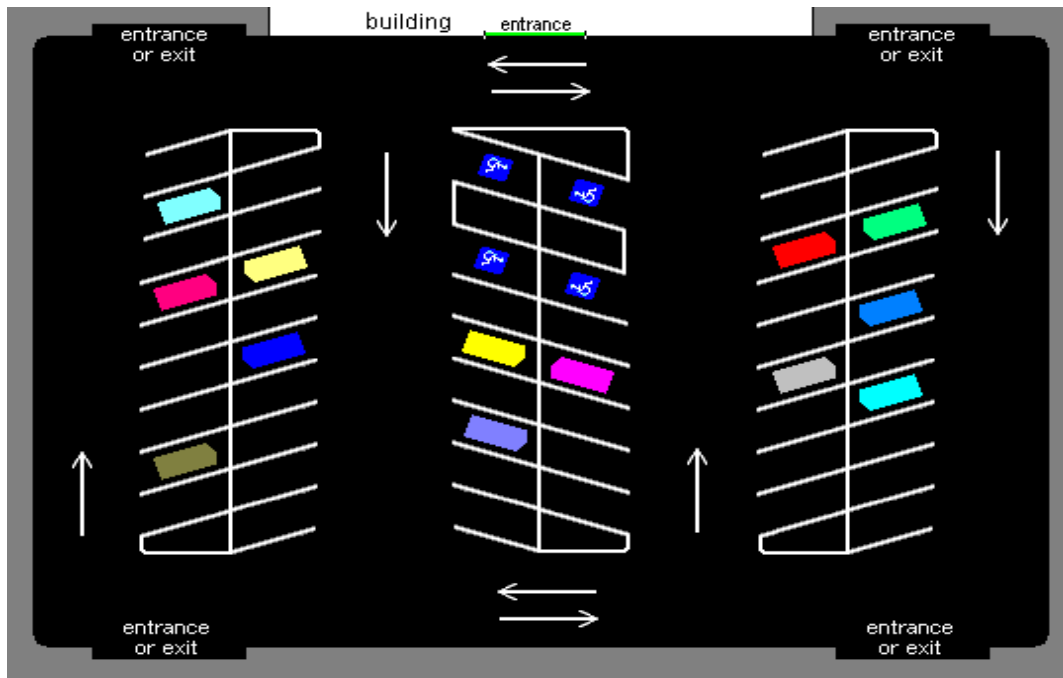 building
entrance
entrance
or exit
entrance
or exit
entrance
or exit
entrance
or exit